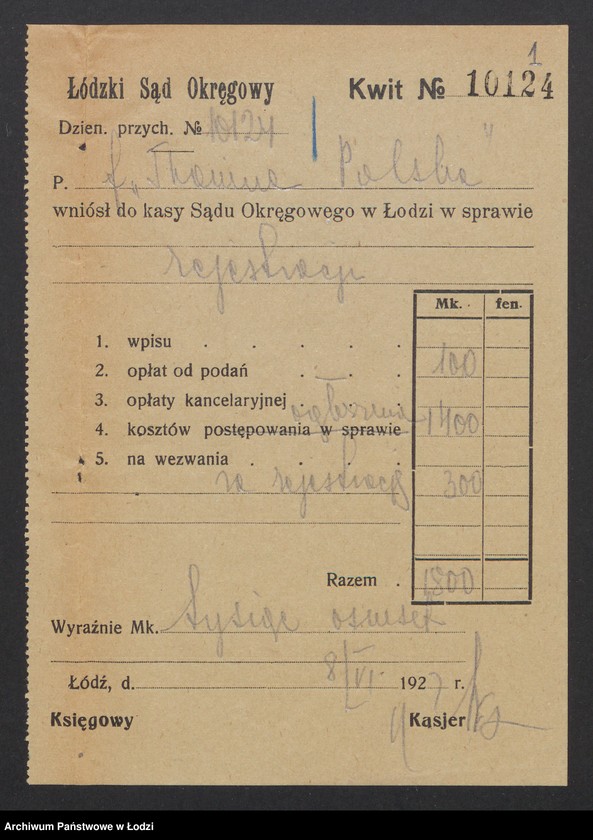 1
Łódzki Sąd Okręgowy
Kwit № 10124
Dzien. przych. № 10124
P. f. „Tkanina Polska"
wniósł do kasy Sądu Okręgowego w Łodzi w sprawie
rejestracji
Mk. fen.
1. wpisu . . . . .
2. opłat od podań . . . 100
3. opłaty kancelaryjnej . . .
ogłoszenia
4. kosztów postępowania w sprawie 1400
5. na wezwania . . . .
za rejestrację 300
Razem . 1800
Wyraźnie Mk. tysiąc osiemset
Łódź, d. 8/VI 192 r.
Księgowy
Kasjer
Archiwum Państwowe w Łodzi